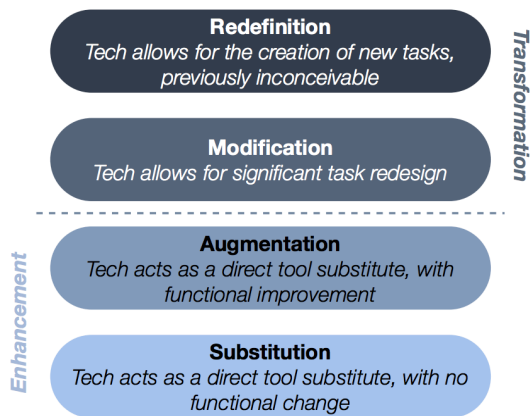 Redefinition
Tech allows for the creation of new tasks,
previously inconceivable
Transformation
Modification
Tech allows for significant task redesign
Augmentation
Tech acts as a direct tool substitute, with
functional improvement
Enhancement
Substitution
Tech acts as a direct tool substitute, with no
functional change